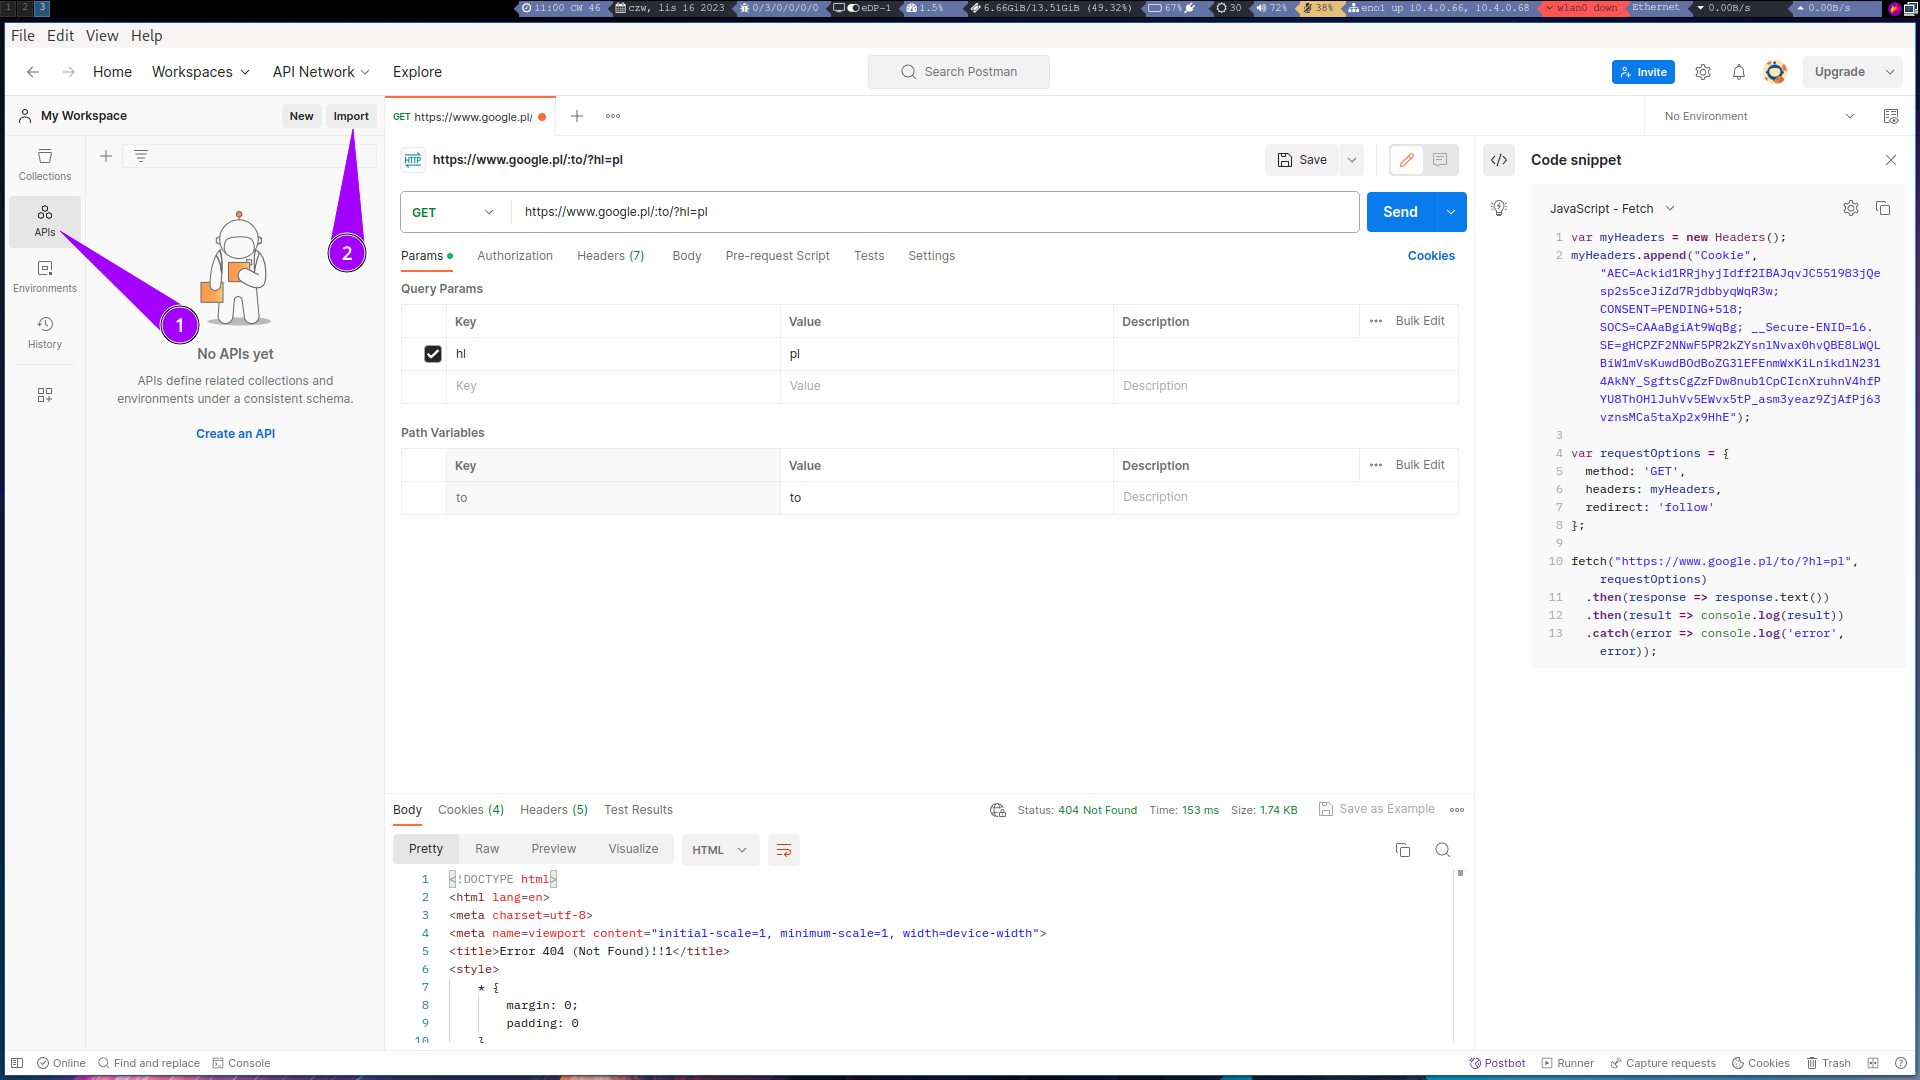 1 2 3 11:00 CW 46 czw, lis 16 2023 0/3/0/0/0/0 eDP-1 1.5% 6.66GiB/13.51GiB (49.32%) 67% 30 72% 38% eno1 up 10.4.0.66, 10.4.0.68 wlan0 down Ethernet 0.00B/s 0.00B/s
File Edit View Help
Home Workspaces API Network Explore Search Postman Invite Upgrade
My Workspace New Import GET https://www.google.pl/ No Environment
Collections
APIs
Environments
History
1
2
No APIs yet
APIs define related collections and
environments under a consistent schema.
Create an API
HTTP https://www.google.pl/:to/?hl=pl Save
GET https://www.google.pl/:to/?hl=pl Send
Params Authorization Headers (7) Body Pre-request Script Tests Settings Cookies
Query Params
Key Value Description Bulk Edit
hl pl
Key Value Description
Path Variables
Key Value Description Bulk Edit
to to Description
Body Cookies (4) Headers (5) Test Results Status: 404 Not Found Time: 153 ms Size: 1.74 KB Save as Example
Pretty Raw Preview Visualize HTML
1 <!DOCTYPE html>
2 <html lang=en>
3 <meta charset=utf-8>
4 <meta name=viewport content="initial-scale=1, minimum-scale=1, width=device-width">
5 <title>Error 404 (Not Found)!!1</title>
6 <style>
7 * {
8 margin: 0;
9 padding: 0
10 }
Code snippet
JavaScript - Fetch
1 var myHeaders = new Headers();
2 myHeaders.append("Cookie",
"AEC=Ackid1RRjhyjIdff2IBAJqvJC551983jQe
sp2s5ceJiZd7RjdbbyqWqR3w;
CONSENT=PENDING+518;
SOCS=CAAaBgiAt9WqBg; __Secure-ENID=16.
SE=gHCPZF2NNwF5PR2kZYsnlNvax0hvQBE8LWQL
BiW1mVsKuwdBOdBoZG3lEFEnmWxKiLnikdlN231
4AkNY_SgftsCgZzFDw8nub1CpCIcnXruhnV4hfP
YU8ThOHlJuhVv5EWvx5tP_asm3yeaz9ZjAfPj63
vznsMCa5taXp2x9HhE");
3
4 var requestOptions = {
5 method: 'GET',
6 headers: myHeaders,
7 redirect: 'follow'
8 };
9
10 fetch("https://www.google.pl/to/?hl=pl",
requestOptions)
11 .then(response => response.text())
12 .then(result => console.log(result))
13 .catch(error => console.log('error',
error));
Online Find and replace Console Postbot Runner Capture requests Cookies Trash